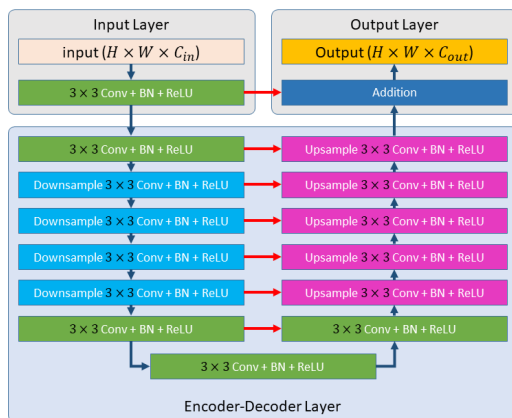 Input Layer
input (H × W × C_in)
3 × 3 Conv + BN + ReLU
Output Layer
Output (H × W × C_out)
Addition
3 × 3 Conv + BN + ReLU
Upsample 3 × 3 Conv + BN + ReLU
Downsample 3 × 3 Conv + BN + ReLU
Upsample 3 × 3 Conv + BN + ReLU
Downsample 3 × 3 Conv + BN + ReLU
Upsample 3 × 3 Conv + BN + ReLU
Downsample 3 × 3 Conv + BN + ReLU
Upsample 3 × 3 Conv + BN + ReLU
Downsample 3 × 3 Conv + BN + ReLU
Upsample 3 × 3 Conv + BN + ReLU
3 × 3 Conv + BN + ReLU
3 × 3 Conv + BN + ReLU
3 × 3 Conv + BN + ReLU
Encoder-Decoder Layer